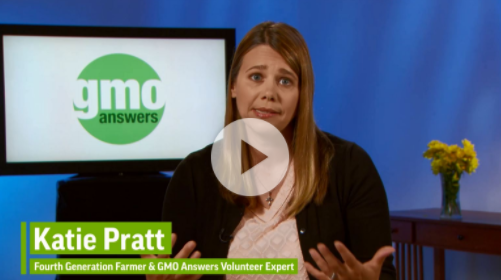 gmo
answers
Katie Pratt
Fourth Generation Farmer & GMO Answers Volunteer Expert